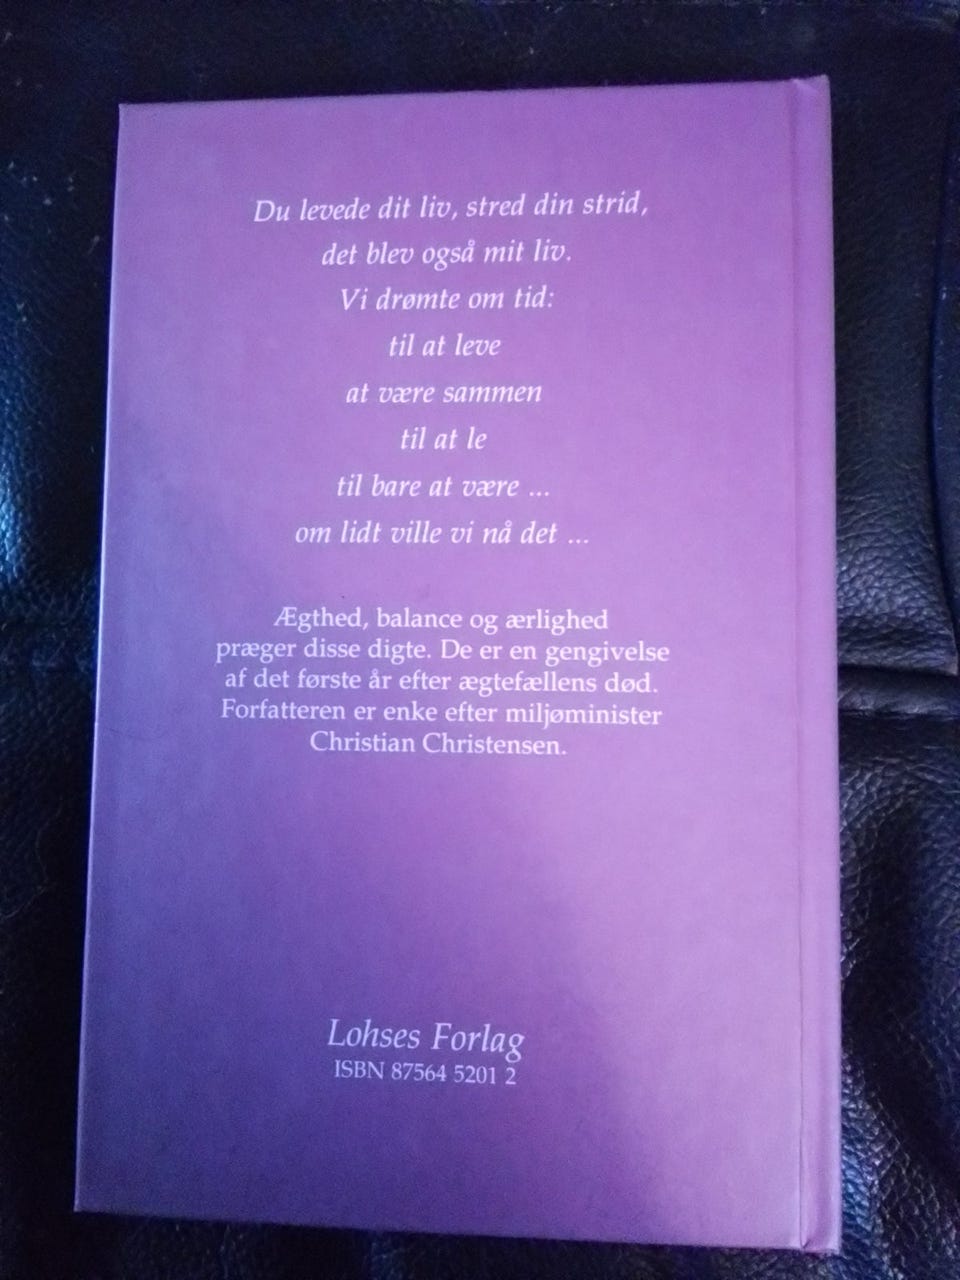 Du levede dit liv, stred din strid,
det blev også mit liv.
Vi drømte om tid:
til at leve
at være sammen
til at le
til bare at være ...
om lidt ville vi nå det ...
Ægthed, balance og ærlighed
præger disse digte. De er en gengivelse
af det første år efter ægtefællens død.
Forfatteren er enke efter miljøminister
Christian Christensen.
Lohses Forlag
ISBN 87564 5201 2